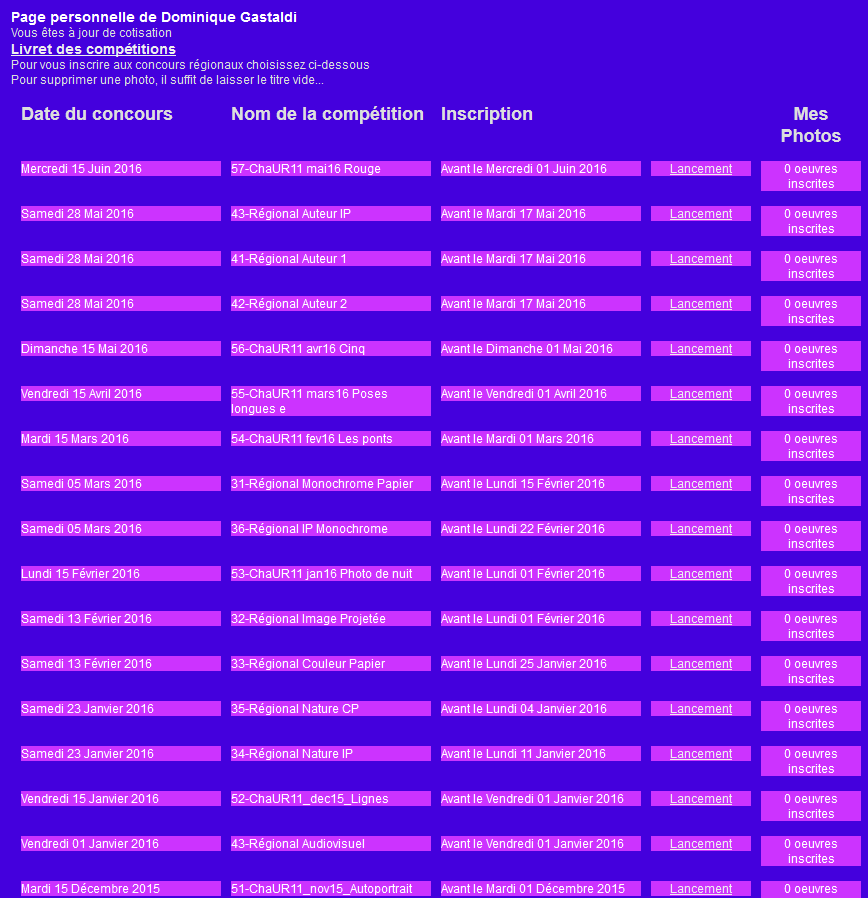 Page personnelle de Dominique Gastaldi
Vous êtes à jour de cotisation
Livret des compétitions
Pour vous inscrire aux concours régionaux choisissez ci-dessous
Pour supprimer une photo, il suffit de laisser le titre vide...
Date du concours Nom de la compétition Inscription Mes
Photos
Mercredi 15 Juin 2016 57-ChaUR11 mai16 Rouge Avant le Mercredi 01 Juin 2016 Lancement 0 oeuvres
inscrites
Samedi 28 Mai 2016 43-Régional Auteur IP Avant le Mardi 17 Mai 2016 Lancement 0 oeuvres
inscrites
Samedi 28 Mai 2016 41-Régional Auteur 1 Avant le Mardi 17 Mai 2016 Lancement 0 oeuvres
inscrites
Samedi 28 Mai 2016 42-Régional Auteur 2 Avant le Mardi 17 Mai 2016 Lancement 0 oeuvres
inscrites
Dimanche 15 Mai 2016 56-ChaUR11 avr16 Cinq Avant le Dimanche 01 Mai 2016 Lancement 0 oeuvres
inscrites
Vendredi 15 Avril 2016 55-ChaUR11 mars16 Poses Avant le Vendredi 01 Avril 2016 Lancement 0 oeuvres
longues e inscrites
Mardi 15 Mars 2016 54-ChaUR11 fev16 Les ponts Avant le Mardi 01 Mars 2016 Lancement 0 oeuvres
inscrites
Samedi 05 Mars 2016 31-Régional Monochrome Papier Avant le Lundi 15 Février 2016 Lancement 0 oeuvres
inscrites
Samedi 05 Mars 2016 36-Régional IP Monochrome Avant le Lundi 22 Février 2016 Lancement 0 oeuvres
inscrites
Lundi 15 Février 2016 53-ChaUR11 jan16 Photo de nuit Avant le Lundi 01 Février 2016 Lancement 0 oeuvres
inscrites
Samedi 13 Février 2016 32-Régional Image Projetée Avant le Lundi 01 Février 2016 Lancement 0 oeuvres
inscrites
Samedi 13 Février 2016 33-Régional Couleur Papier Avant le Lundi 25 Janvier 2016 Lancement 0 oeuvres
inscrites
Samedi 23 Janvier 2016 35-Régional Nature CP Avant le Lundi 04 Janvier 2016 Lancement 0 oeuvres
inscrites
Samedi 23 Janvier 2016 34-Régional Nature IP Avant le Lundi 11 Janvier 2016 Lancement 0 oeuvres
inscrites
Vendredi 15 Janvier 2016 52-ChaUR11_dec15_Lignes Avant le Vendredi 01 Janvier 2016 Lancement 0 oeuvres
inscrites
Vendredi 01 Janvier 2016 43-Régional Audiovisuel Avant le Vendredi 01 Janvier 2016 Lancement 0 oeuvres
inscrites
Mardi 15 Décembre 2015 51-ChaUR11_nov15_Autoportrait Avant le Mardi 01 Décembre 2015 Lancement 0 oeuvres